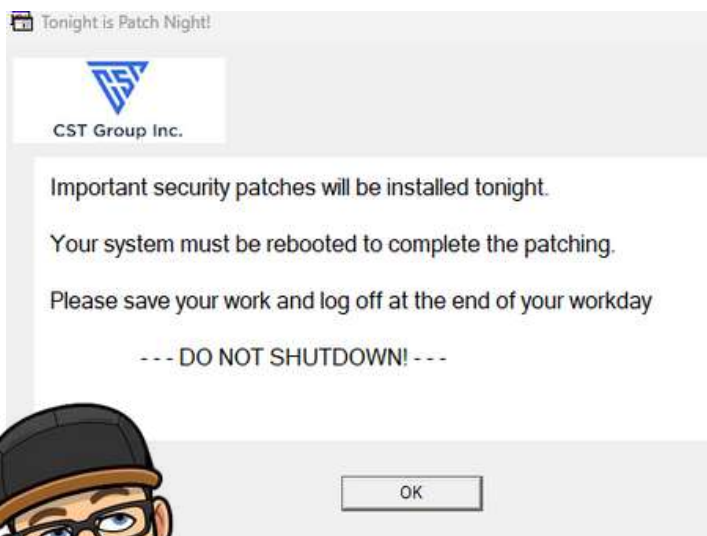 Tonight is Patch Night!
CST Group Inc.
Important security patches will be installed tonight.
Your system must be rebooted to complete the patching.
Please save your work and log off at the end of your workday
- - - DO NOT SHUTDOWN! - - -
OK